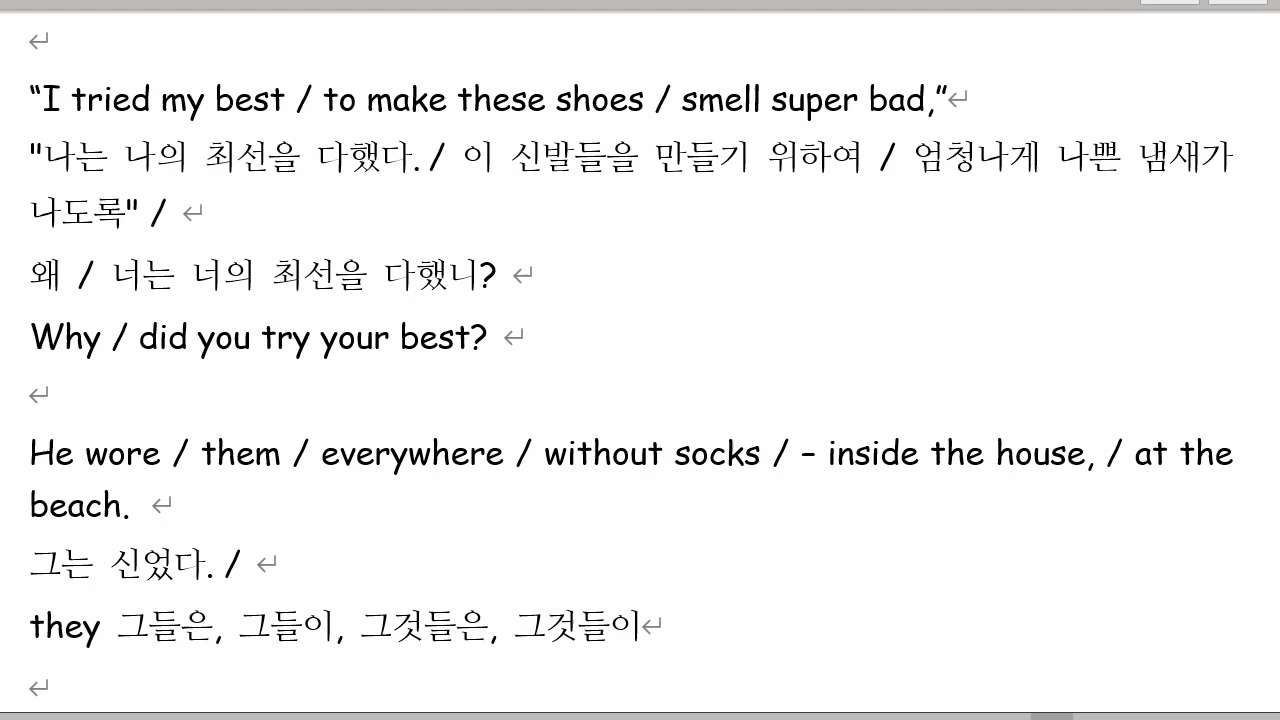 “I tried my best / to make these shoes / smell super bad,”↵
"나는 나의 최선을 다했다. / 이 신발들을 만들기 위하여 / 엄청나게 나쁜 냄새가
나도록" / ↵
왜 / 너는 너의 최선을 다했니? ↵
Why / did you try your best? ↵
He wore / them / everywhere / without socks / – inside the house, / at the
beach. ↵
그는 신었다. / ↵
they 그들은, 그들이, 그것들은, 그것들이↵